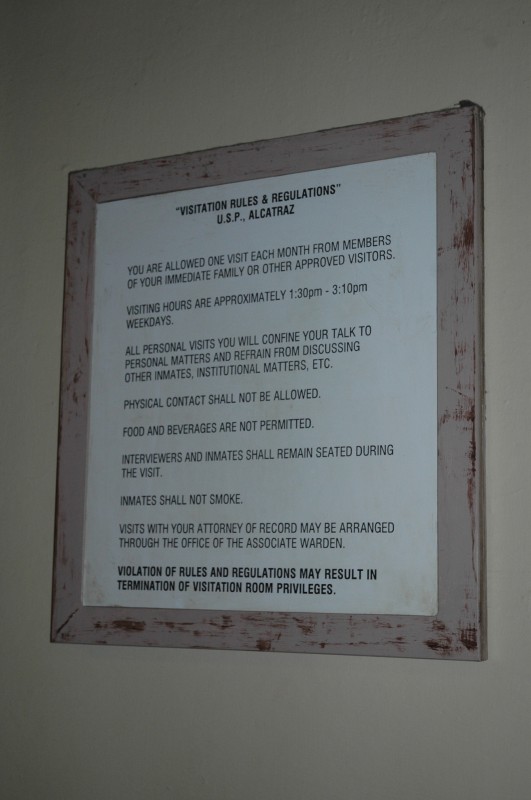 "VISITATION RULES & REGULATIONS"
U.S.P., ALCATRAZ
YOU ARE ALLOWED ONE VISIT EACH MONTH FROM MEMBERS
OF YOUR IMMEDIATE FAMILY OR OTHER APPROVED VISITORS.
VISITING HOURS ARE APPROXIMATELY 1:30pm - 3:10pm
WEEKDAYS.
ALL PERSONAL VISITS YOU WILL CONFINE YOUR TALK TO
PERSONAL MATTERS AND REFRAIN FROM DISCUSSING
OTHER INMATES, INSTITUTIONAL MATTERS, ETC.
PHYSICAL CONTACT SHALL NOT BE ALLOWED.
FOOD AND BEVERAGES ARE NOT PERMITTED.
INTERVIEWERS AND INMATES SHALL REMAIN SEATED DURING
THE VISIT.
INMATES SHALL NOT SMOKE.
VISITS WITH YOUR ATTORNEY OF RECORD MAY BE ARRANGED
THROUGH THE OFFICE OF THE ASSOCIATE WARDEN.
VIOLATION OF RULES AND REGULATIONS MAY RESULT IN
TERMINATION OF VISITATION ROOM PRIVILEGES.